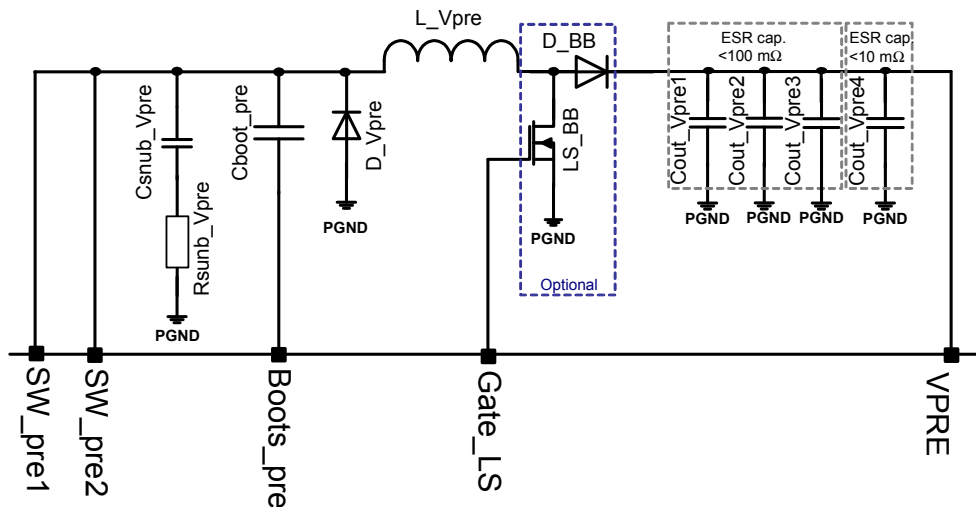 L_Vpre
D_BB
ESR cap.
<100 mΩ
ESR cap
<10 mΩ
Csnub_Vpre
Cboot_pre
D_Vpre
LS_BB
Cout_Vpre1
Cout_Vpre2
Cout_Vpre3
Cout_Vpre4
Rsunb_Vpre
PGND
PGND
PGND
PGND
PGND
PGND
PGND
Optional
SW_pre1
SW_pre2
Boots_pre
Gate_LS
VPRE